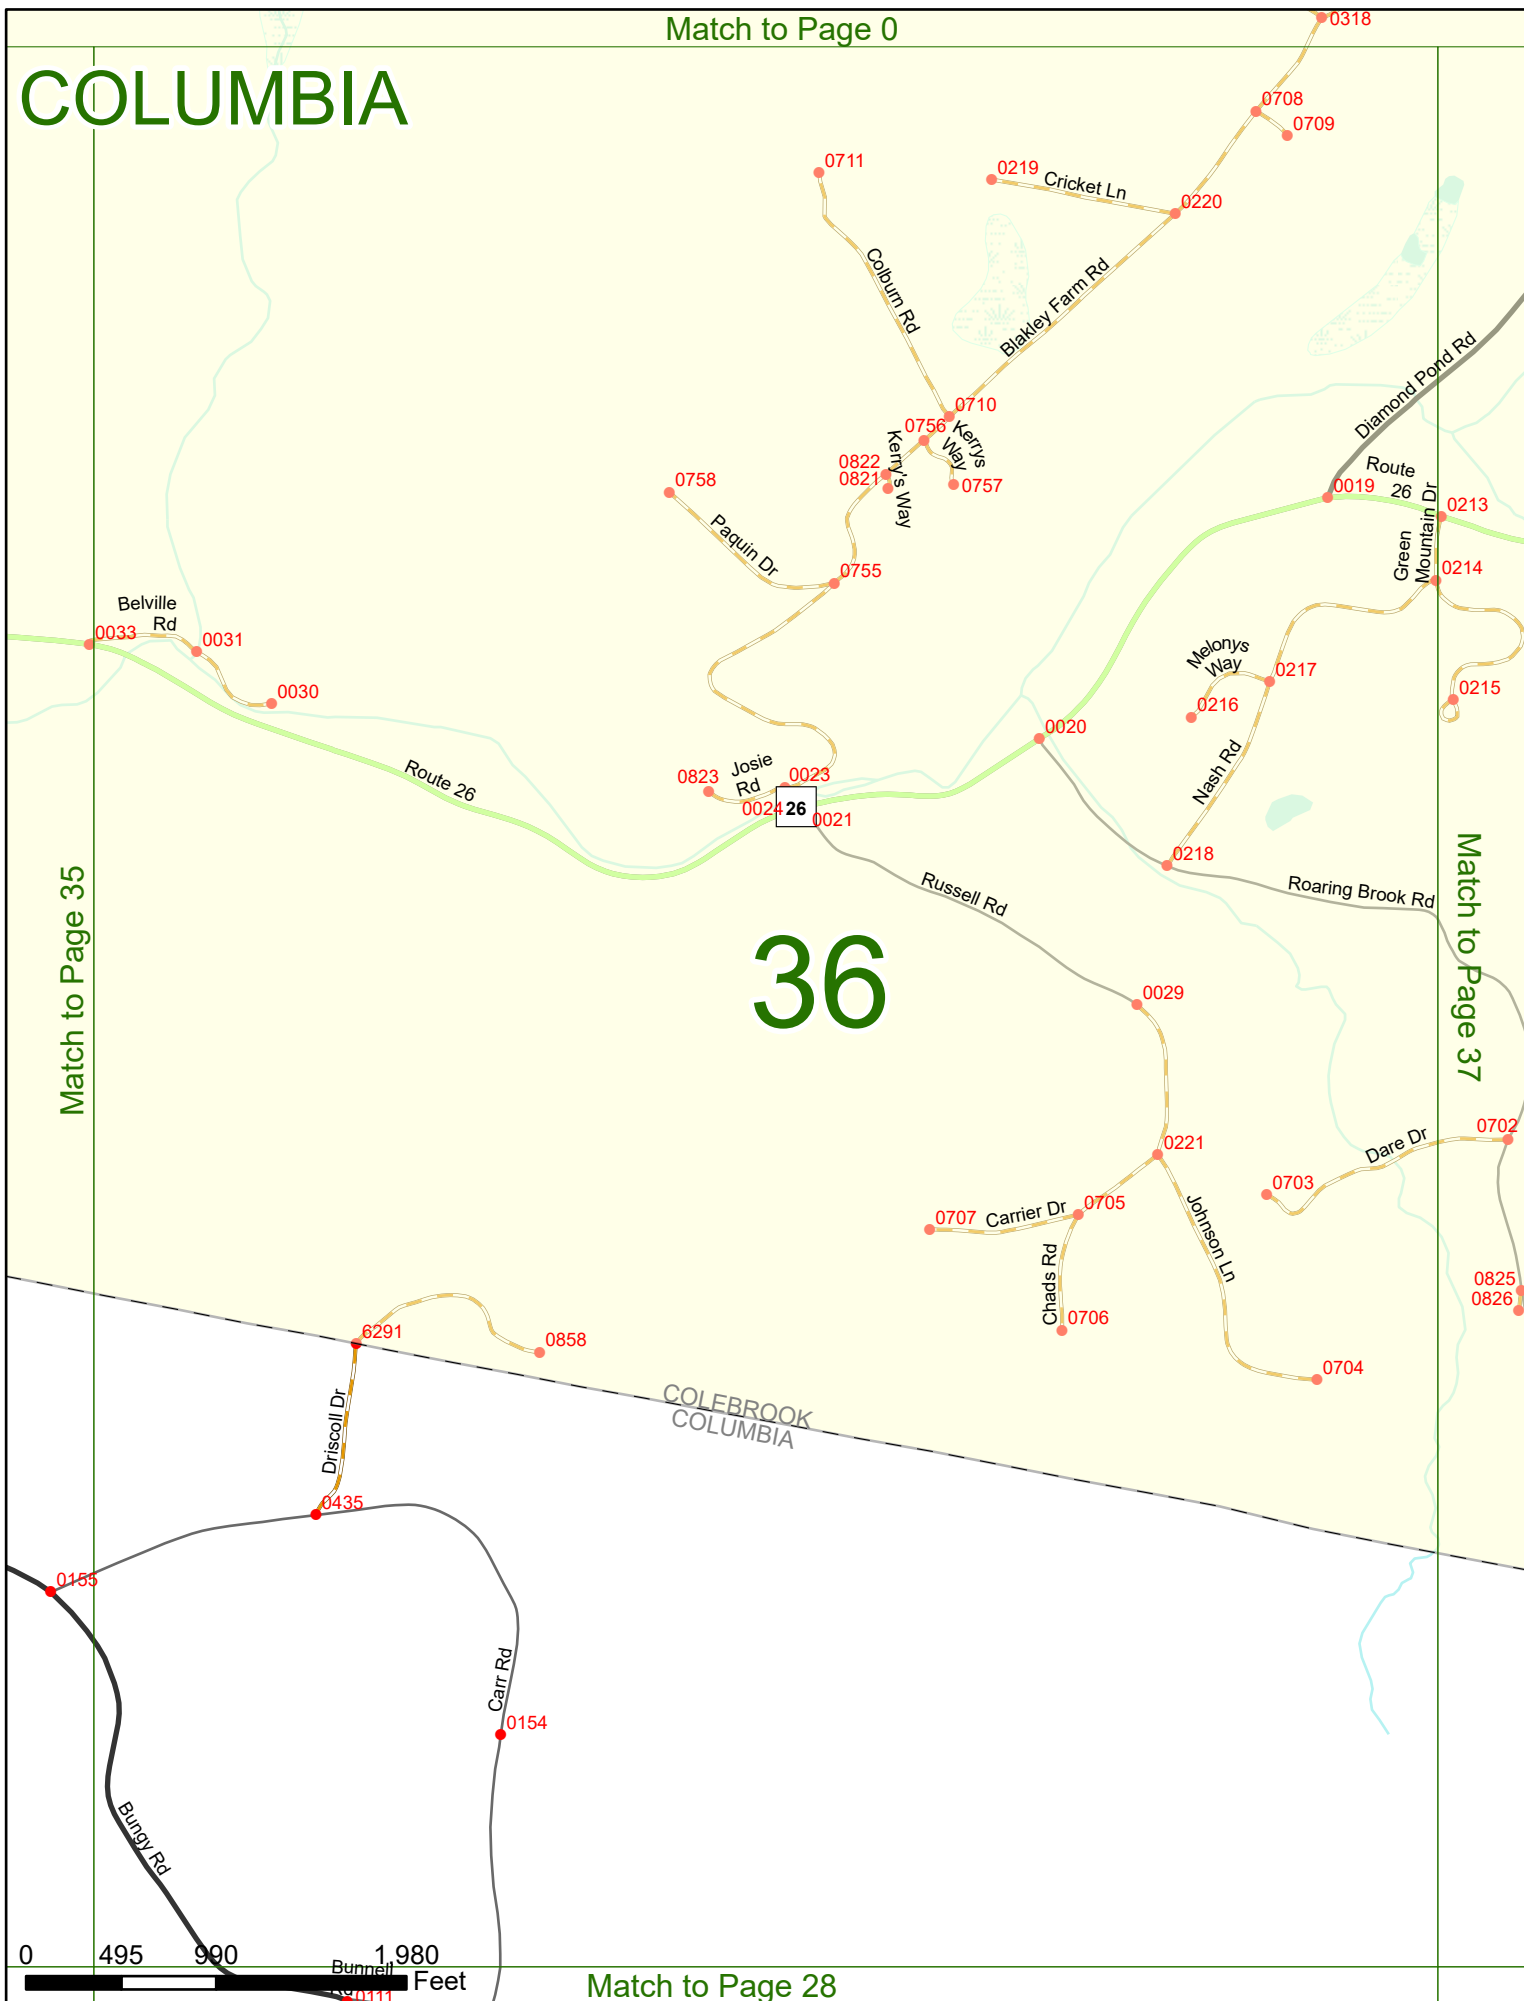 Match to Page 0
0318
COLUMBIA
0708
0709
0711
0219
Cricket Ln
0220
Colburn Rd
Blakley Farm Rd
Diamond Pond Rd
0710
0756
Kerrys
Way
0822
0821
Kerry's Way
0757
0758
Paquin Dr
0755
0019
Route
26
0213
Green
Mountain Dr
0214
Belville
Rd
0033
0031
0030
Melonys
Way
0217
0216
0215
0020
Nash Rd
Route 26
0823
Josie
Rd
0023
0024
26
0021
0218
Russell Rd
Roaring Brook Rd
Match to Page 35
Match to Page 37
36
0029
0221
0702
Dare Dr
0703
0707
Carrier Dr
0705
Johnson Ln
Chads Rd
0706
0825
0826
0704
6291
0858
Driscoll Dr
COLEBROOK
COLUMBIA
0435
0155
Carr Rd
0154
Bungy Rd
0
495
990
1,980
Feet
Bunnell
Rd
0111
Match to Page 28